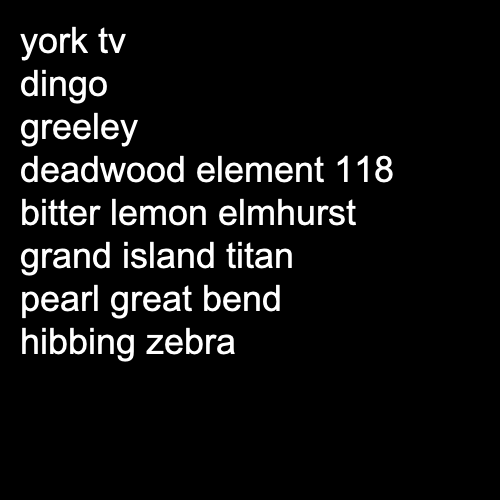 york tv
dingo
greeley
deadwood element 118
bitter lemon elmhurst
grand island titan
pearl great bend
hibbing zebra